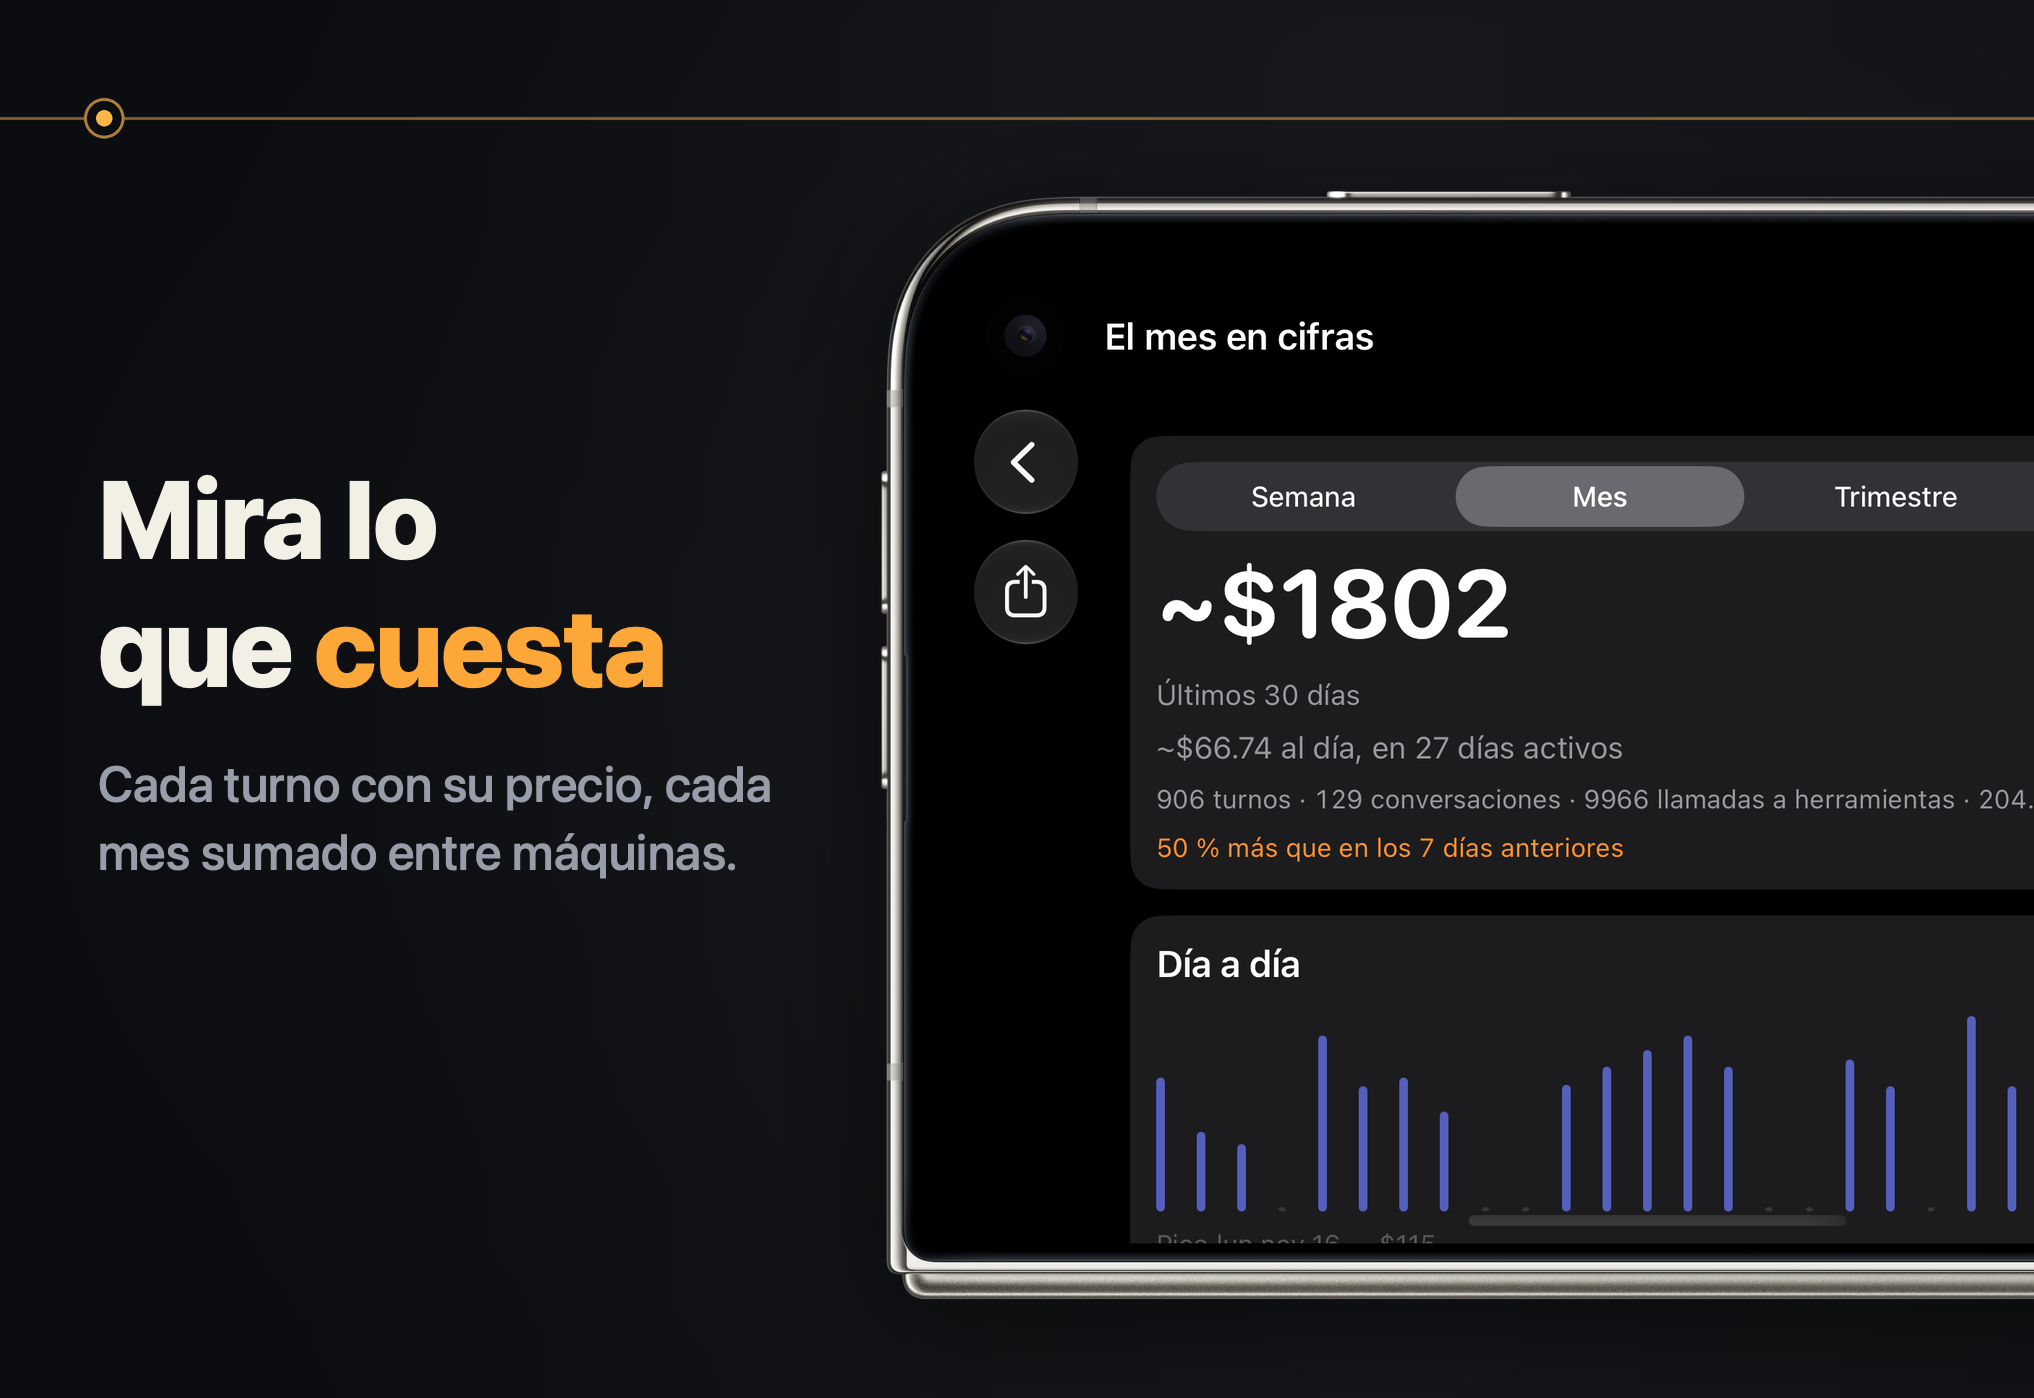 Mira lo
que cuesta
Cada turno con su precio, cada
mes sumado entre máquinas.
El mes en cifras
Semana Mes Trimestre
~$1802
Últimos 30 días
~$66.74 al día, en 27 días activos
906 turnos · 129 conversaciones · 9966 llamadas a herramientas · 204.
50 % más que en los 7 días anteriores
Día a día